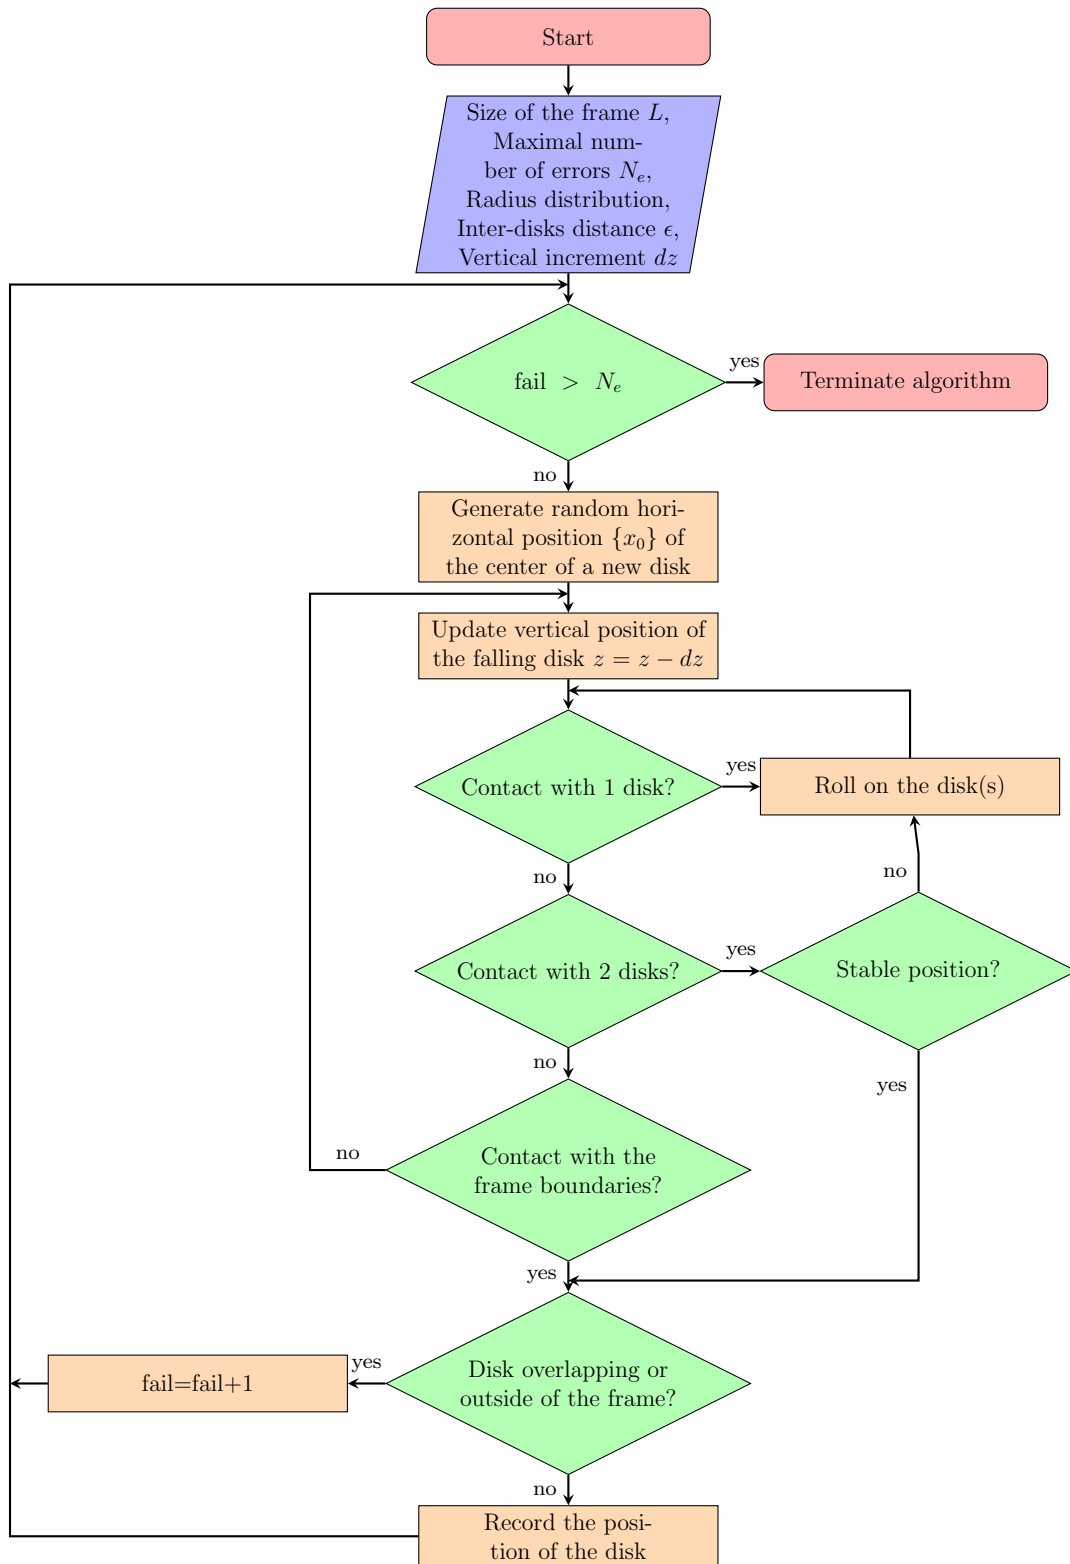 Start
Size of the frame L,
Maximal num-
ber of errors Nₑ,
Radius distribution,
Inter-disks distance ϵ,
Vertical increment dz
fail > Nₑ
yes
Terminate algorithm
no
Generate random hori-
zontal position {x₀} of
the center of a new disk
Update vertical position of
the falling disk z = z − dz
Contact with 1 disk?
yes
Roll on the disk(s)
no
no
Contact with 2 disks?
yes
Stable position?
no
yes
Contact with the
frame boundaries?
no
yes
Disk overlapping or
outside of the frame?
yes
fail=fail+1
no
Record the posi-
tion of the disk